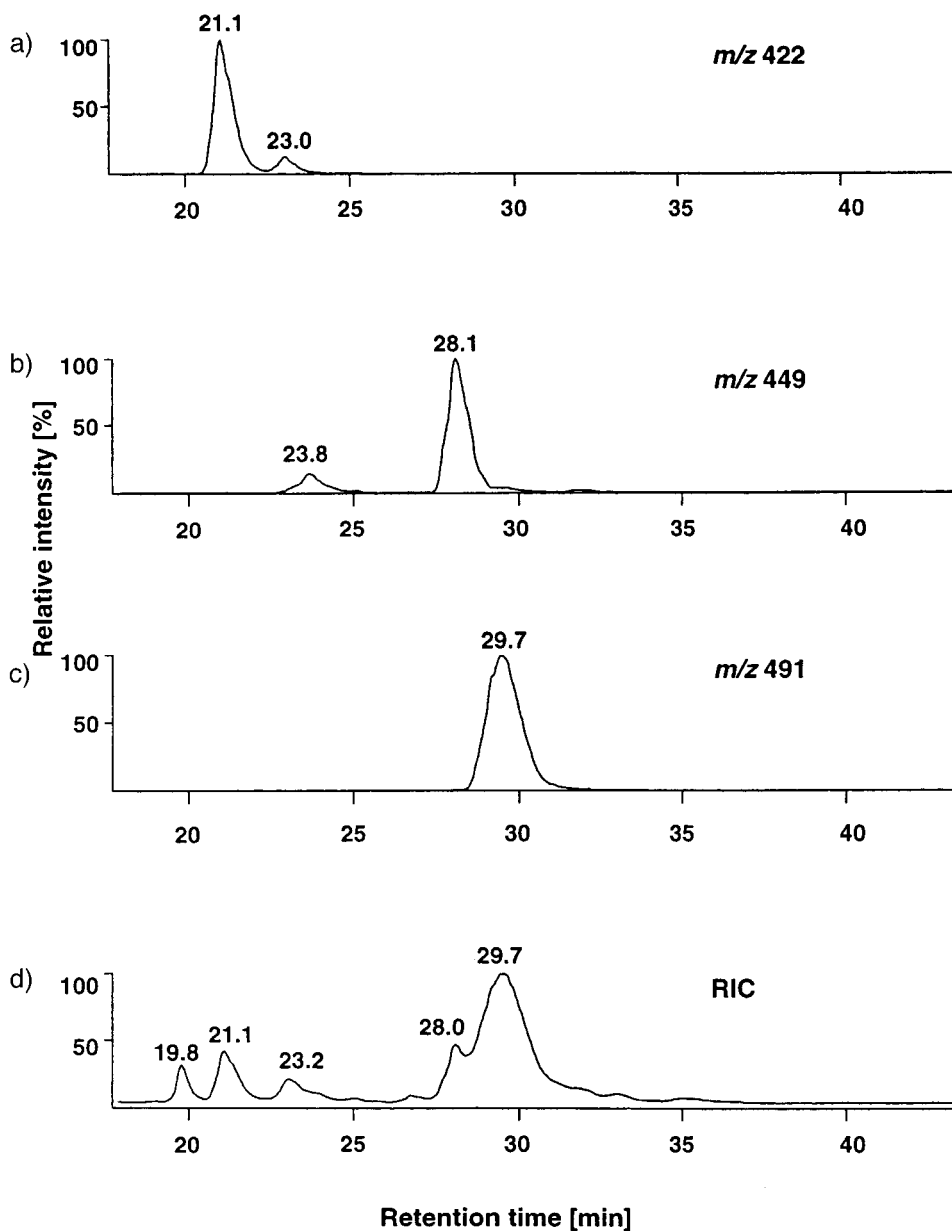 a)
21.1
m/z 422
100
50
23.0
20 25 30 35 40
b)
28.1
m/z 449
100
50
23.8
20 25 30 35 40
Relative intensity [%]
c)
29.7
m/z 491
100
50
20 25 30 35 40
d)
29.7
RIC
100
50
19.8
21.1
23.2
28.0
20 25 30 35 40
Retention time [min]